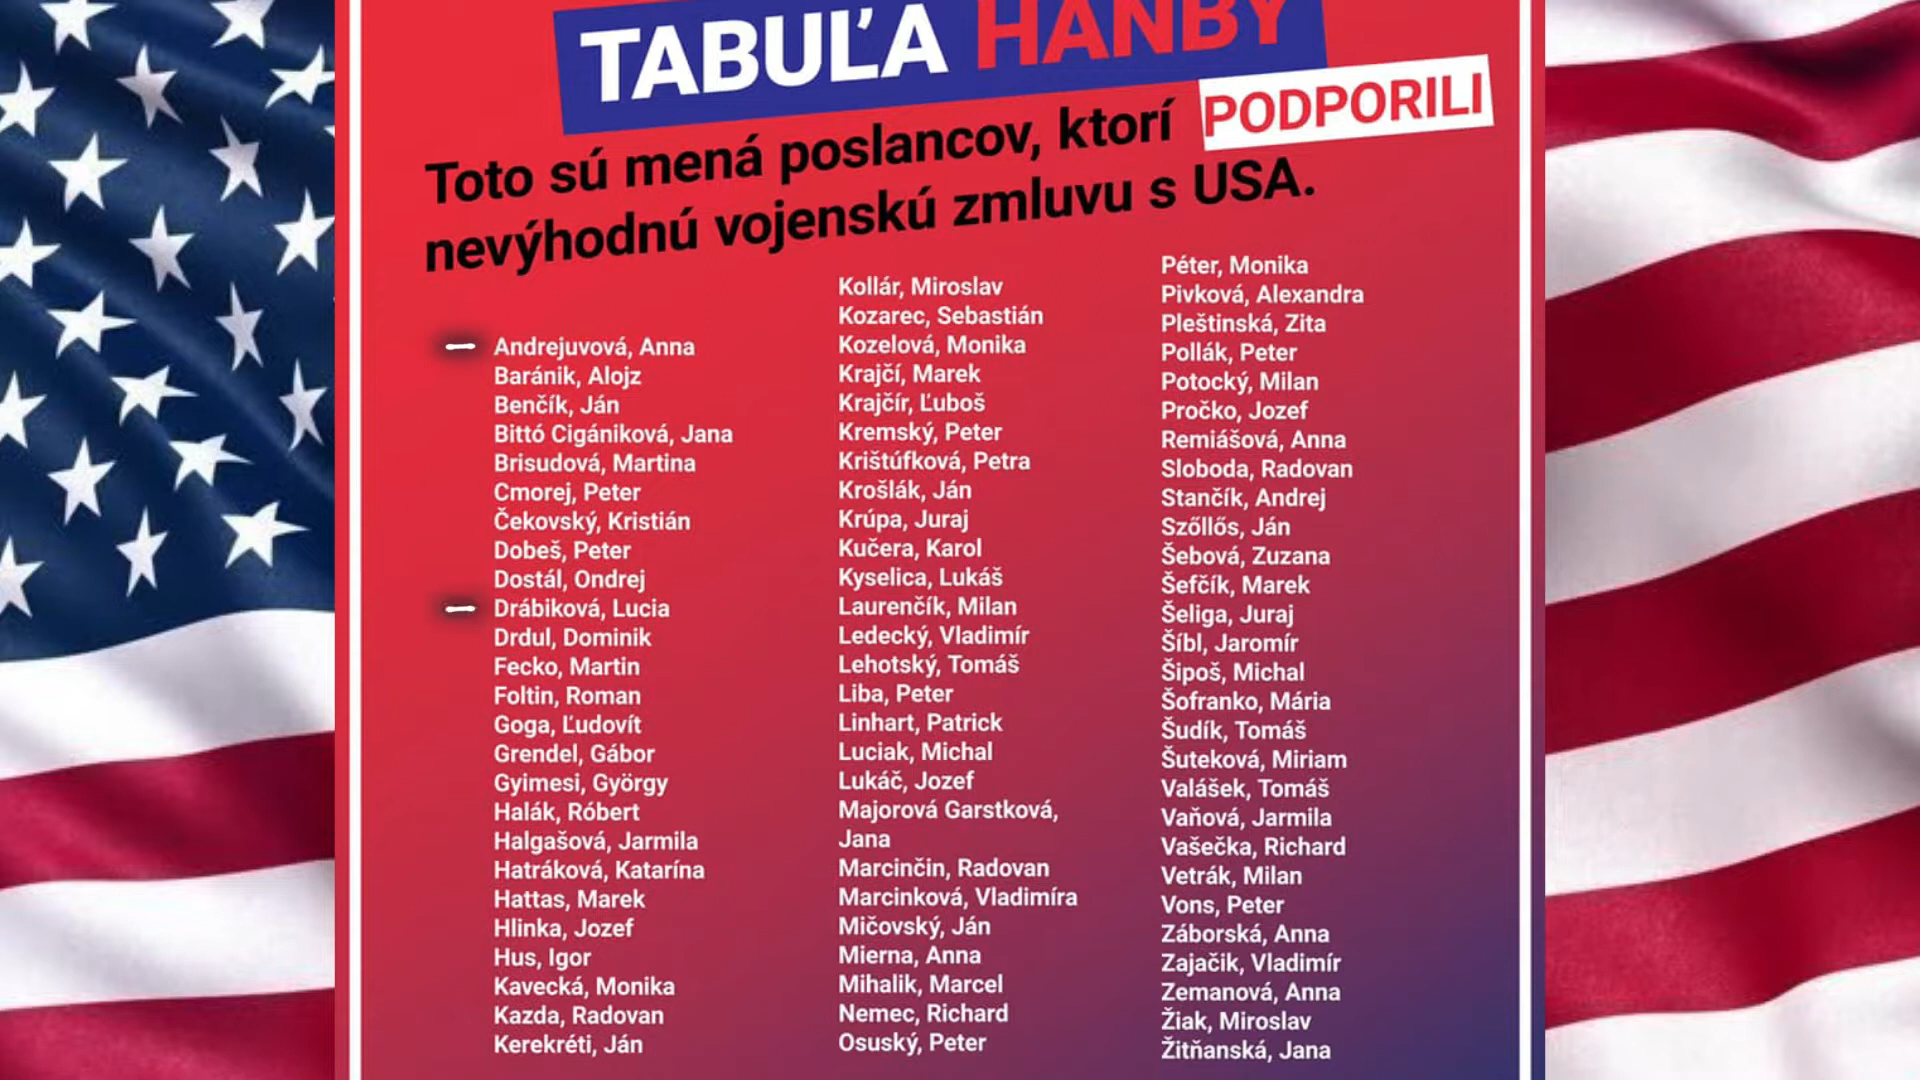 TABUĽA HANBY
Toto sú mená poslancov, ktorí PODPORILI
nevýhodnú vojenskú zmluvu s USA.
Andrejuvová, Anna
Baránik, Alojz
Benčík, Ján
Bittó Cigániková, Jana
Brisudová, Martina
Cmorej, Peter
Čekovský, Kristián
Dobeš, Peter
Dostál, Ondrej
Drábiková, Lucia
Drdul, Dominik
Fecko, Martin
Foltin, Roman
Goga, Ľudovít
Grendel, Gábor
Gyimesi, György
Halák, Róbert
Halgašová, Jarmila
Hatráková, Katarína
Hattas, Marek
Hlinka, Jozef
Hus, Igor
Kavecká, Monika
Kazda, Radovan
Kerekréti, Ján
Kollár, Miroslav
Kozarec, Sebastián
Kozelová, Monika
Krajčí, Marek
Krajčír, Ľuboš
Kremský, Peter
Krištúfková, Petra
Krošlák, Ján
Krúpa, Juraj
Kučera, Karol
Kyselica, Lukáš
Laurenčík, Milan
Ledecký, Vladimír
Lehotský, Tomáš
Liba, Peter
Linhart, Patrick
Luciak, Michal
Lukáč, Jozef
Majorová Garstková,
Jana
Marcinčin, Radovan
Marcinková, Vladimíra
Mičovský, Ján
Mierna, Anna
Mihalik, Marcel
Nemec, Richard
Osuský, Peter
Péter, Monika
Pivková, Alexandra
Pleštinská, Zita
Pollák, Peter
Potocký, Milan
Pročko, Jozef
Remiášová, Anna
Sloboda, Radovan
Stančík, Andrej
Szőllős, Ján
Šebová, Zuzana
Šefčík, Marek
Šeliga, Juraj
Šíbl, Jaromír
Šipoš, Michal
Šofranko, Mária
Šudík, Tomáš
Šuteková, Miriam
Valášek, Tomáš
Vaňová, Jarmila
Vašečka, Richard
Vetrák, Milan
Vons, Peter
Záborská, Anna
Zajačik, Vladimír
Zemanová, Anna
Žiak, Miroslav
Žitňanská, Jana